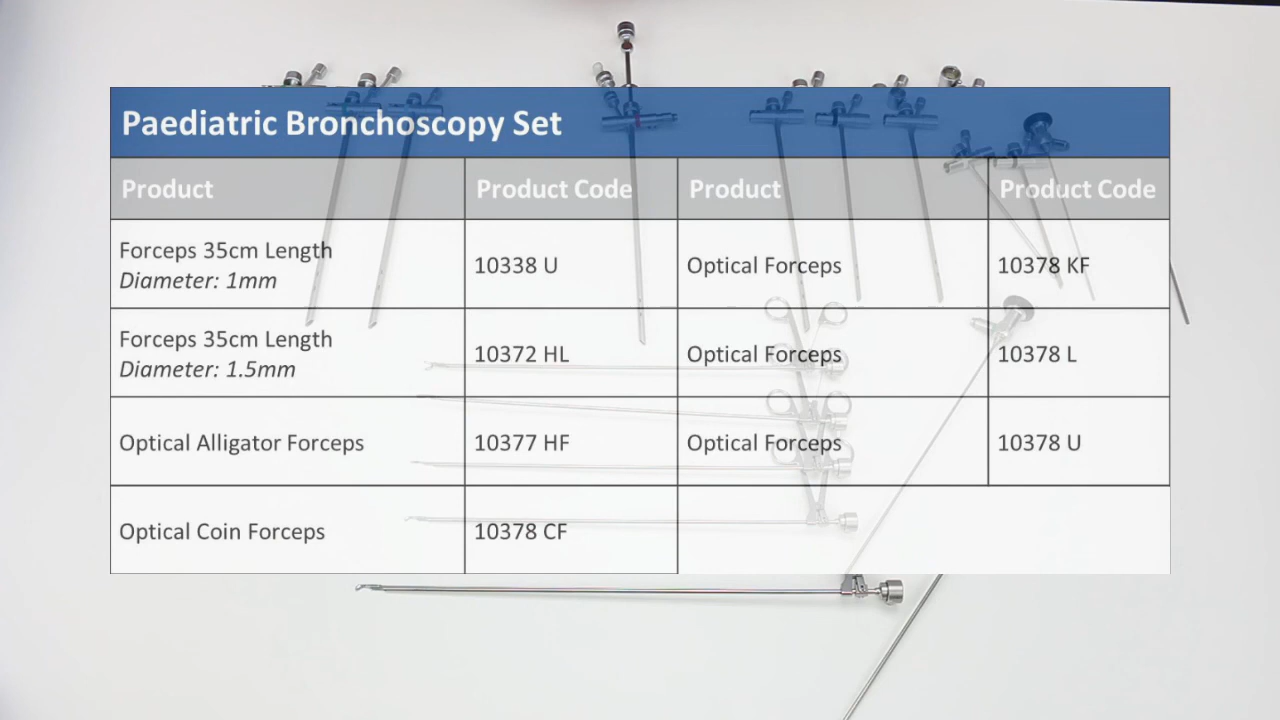 Paediatric Bronchoscopy Set
Product Product Code Product Product Code
Forceps 35cm Length
Diameter: 1mm
10338 U
Optical Forceps
10378 KF
Forceps 35cm Length
Diameter: 1.5mm
10372 HL
Optical Forceps
10378 L
Optical Alligator Forceps
10377 HF
Optical Forceps
10378 U
Optical Coin Forceps
10378 CF